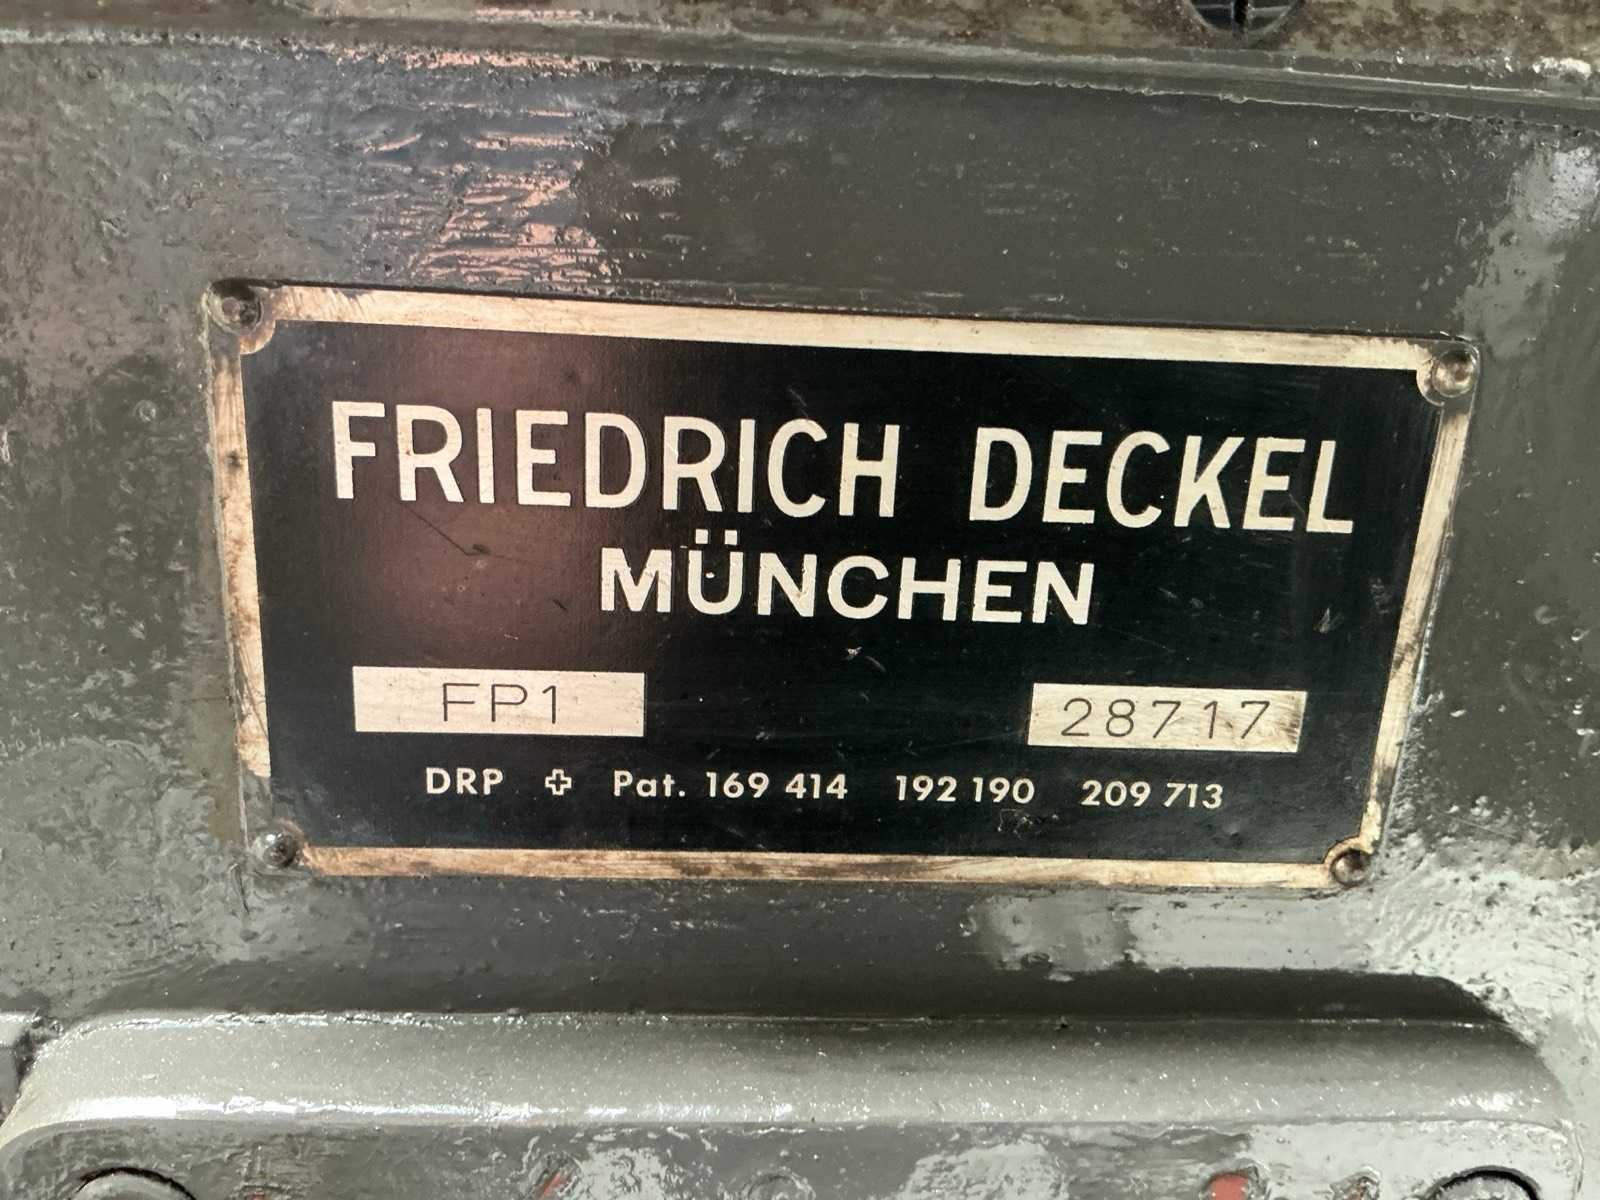 FRIEDRICH DECKEL
MÜNCHEN
FP1 28717
DRP ✚ Pat. 169 414 192 190 209 713